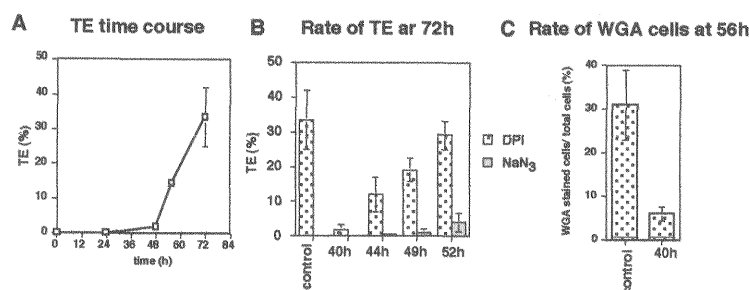 A TE time course
TE (%)
50
40
30
20
10
0
0 12 24 36 48 60 72 84
time (h)
B Rate of TE ar 72h
TE (%)
50
40
30
20
10
0
control 40h 44h 49h 52h
DPI
NaN3
C Rate of WGA cells at 56h
WGA stained cells/ total cells (%)
40
30
20
10
0
control 40h